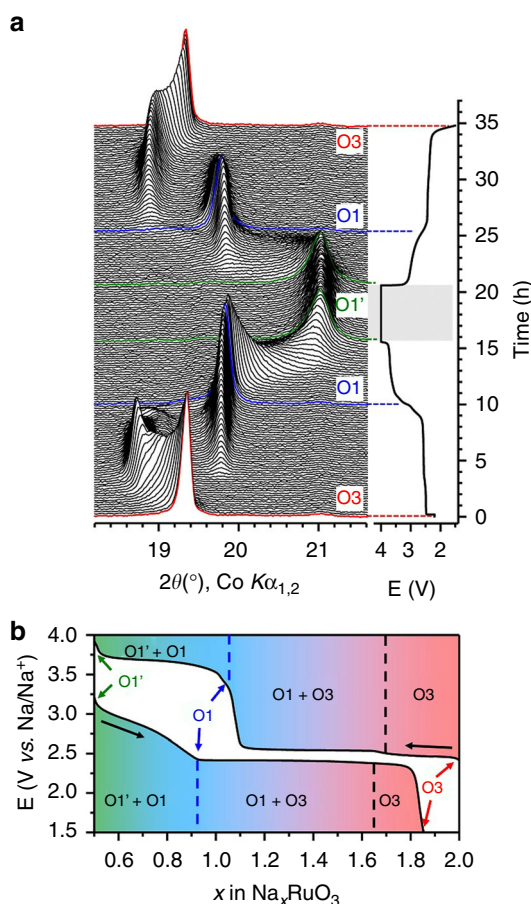 a
O3
O1
O1'
O1
O3
35
30
25
20
15
10
5
0
Time (h)
19 20 21
4 3 2
2θ(°), Co Kα1,2
E (V)
b
4.0
3.5
3.0
2.5
2.0
1.5
E (V vs. Na/Na+)
O1' + O1
O1'
O1
O1 + O3
O3
O1' + O1
O1 + O3
O3
O3
0.6 0.8 1.0 1.2 1.4 1.6 1.8 2.0
x in NaxRuO3